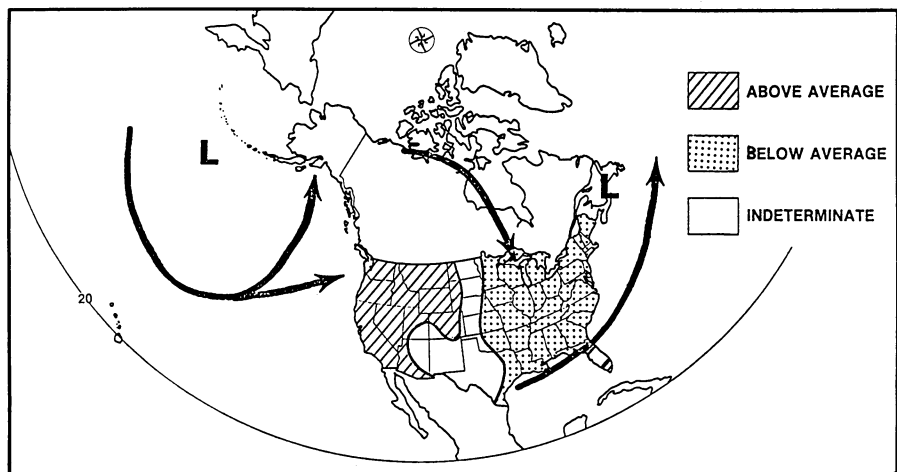 ABOVE AVERAGE
L
BELOW AVERAGE
L
INDETERMINATE
20